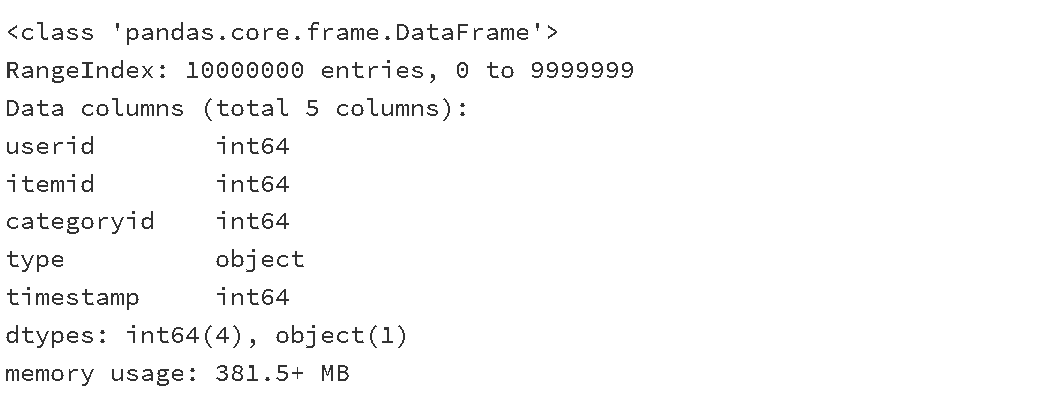 <class 'pandas.core.frame.DataFrame'>
RangeIndex: 10000000 entries, 0 to 9999999
Data columns (total 5 columns):
userid        int64
itemid        int64
categoryid    int64
type          object
timestamp     int64
dtypes: int64(4), object(1)
memory usage: 381.5+ MB